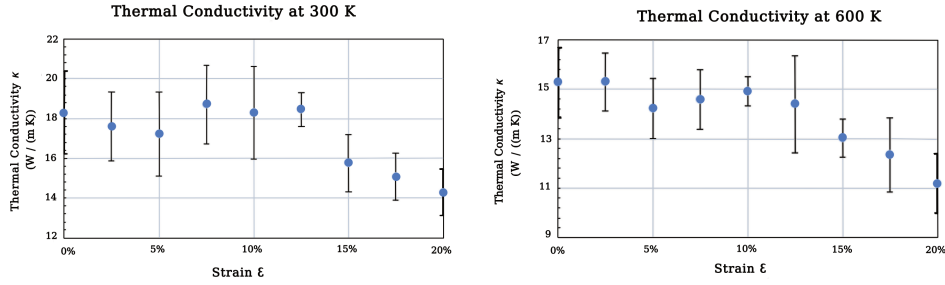 Thermal Conductivity at 300 K
Thermal Conductivity κ
(W / (m K)
22
20
18
16
14
12
0%
5%
10%
15%
20%
Strain ℇ
Thermal Conductivity at 600 K
Thermal Conductivity κ
(W / (m K))
17
15
13
11
9
0%
5%
10%
15%
20%
Strain ℇ